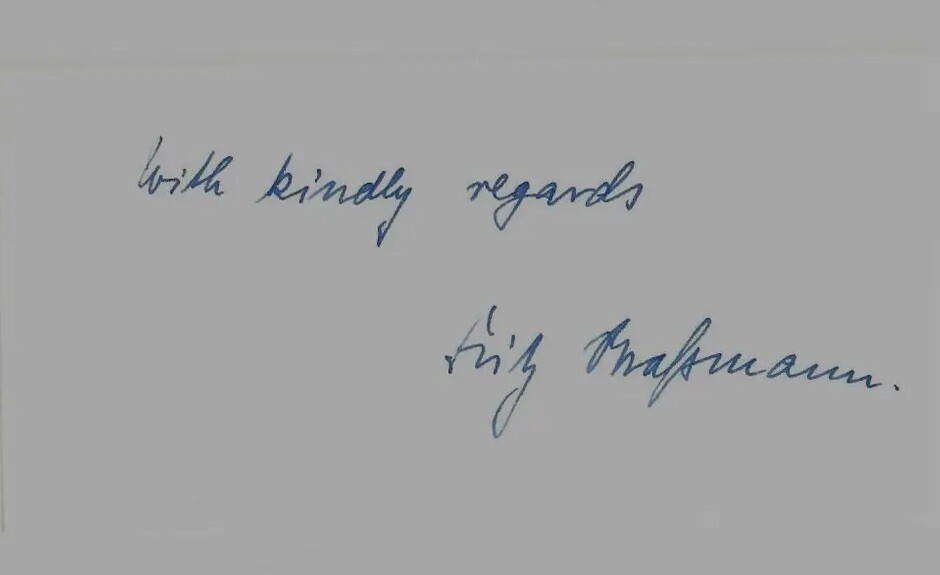 With kindly regards
Fritz Straßmann.